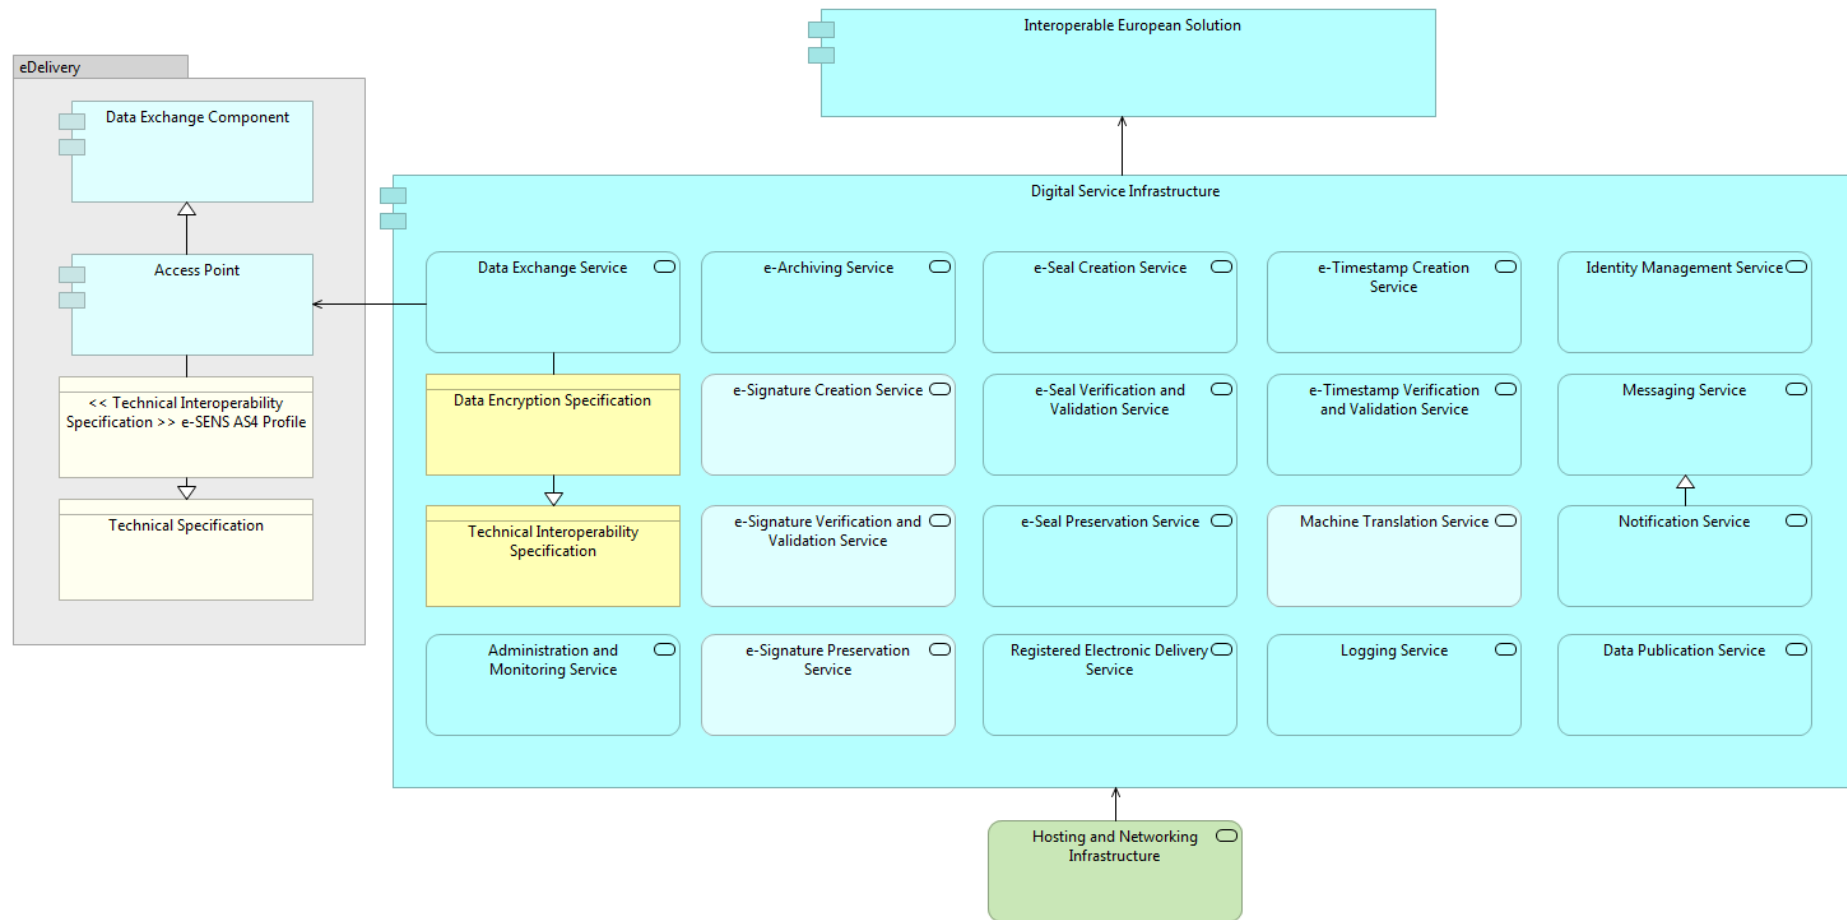 Interoperable European Solution
eDelivery
Data Exchange Component
Access Point
<< Technical Interoperability
Specification >> e-SENS AS4 Profile
Technical Specification
Digital Service Infrastructure
Data Exchange Service
e-Archiving Service
e-Seal Creation Service
e-Timestamp Creation
Service
Identity Management Service
Data Encryption Specification
e-Signature Creation Service
e-Seal Verification and
Validation Service
e-Timestamp Verification
and Validation Service
Messaging Service
Technical Interoperability
Specification
e-Signature Verification and
Validation Service
e-Seal Preservation Service
Machine Translation Service
Notification Service
Administration and
Monitoring Service
e-Signature Preservation
Service
Registered Electronic Delivery
Service
Logging Service
Data Publication Service
Hosting and Networking
Infrastructure